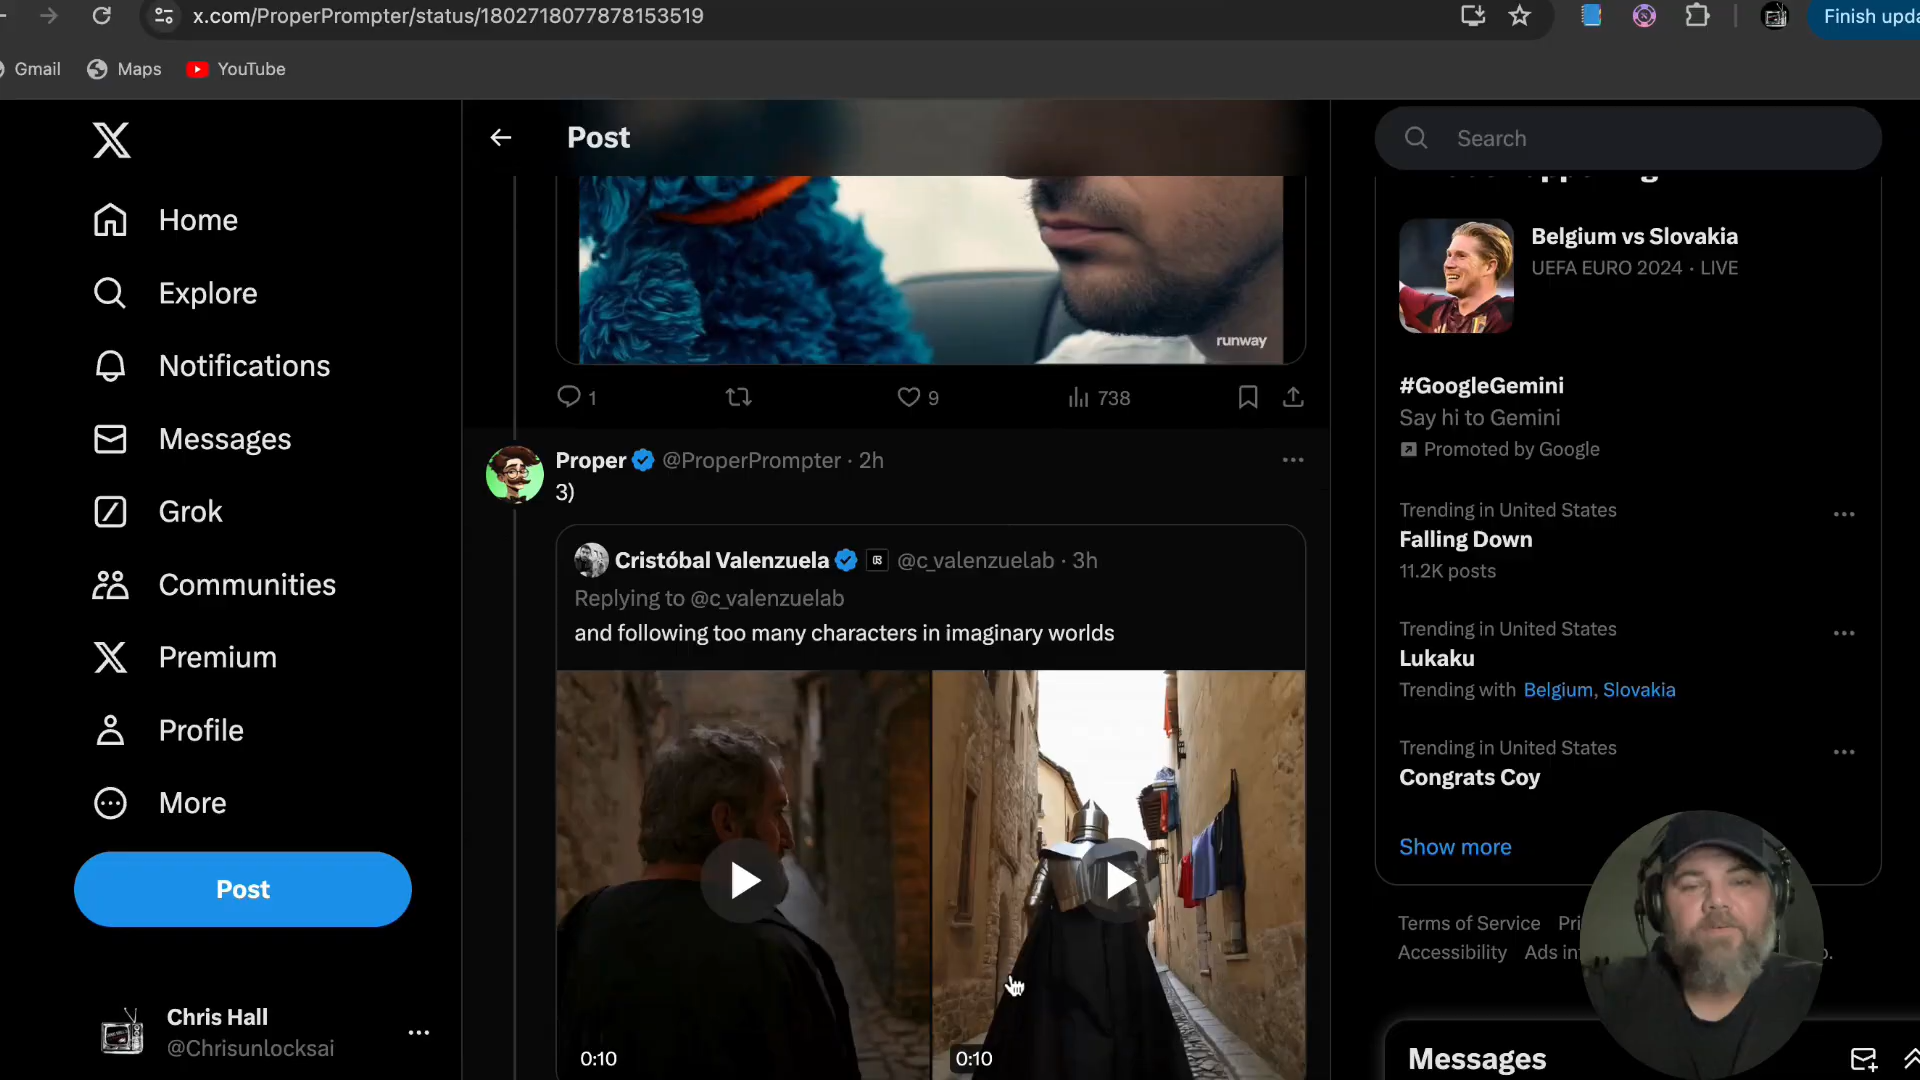 x.com/ProperPrompter/status/1802718077878153519
Finish upda
Gmail
Maps
YouTube
Post
Search
Home
Explore
Notifications
Messages
Grok
Communities
Premium
Profile
More
Post
Chris Hall
@Chrisunlocksai
runway
1
9
738
Proper @ProperPrompter · 2h
3)
Cristóbal Valenzuela @c_valenzuelab · 3h
Replying to @c_valenzuelab
and following too many characters in imaginary worlds
0:10
0:10
Belgium vs Slovakia
UEFA EURO 2024 · LIVE
#GoogleGemini
Say hi to Gemini
Promoted by Google
Trending in United States
Falling Down
11.2K posts
Trending in United States
Lukaku
Trending with Belgium, Slovakia
Trending in United States
Congrats Coy
Show more
Terms of Service Pri
Accessibility Ads in
Messages